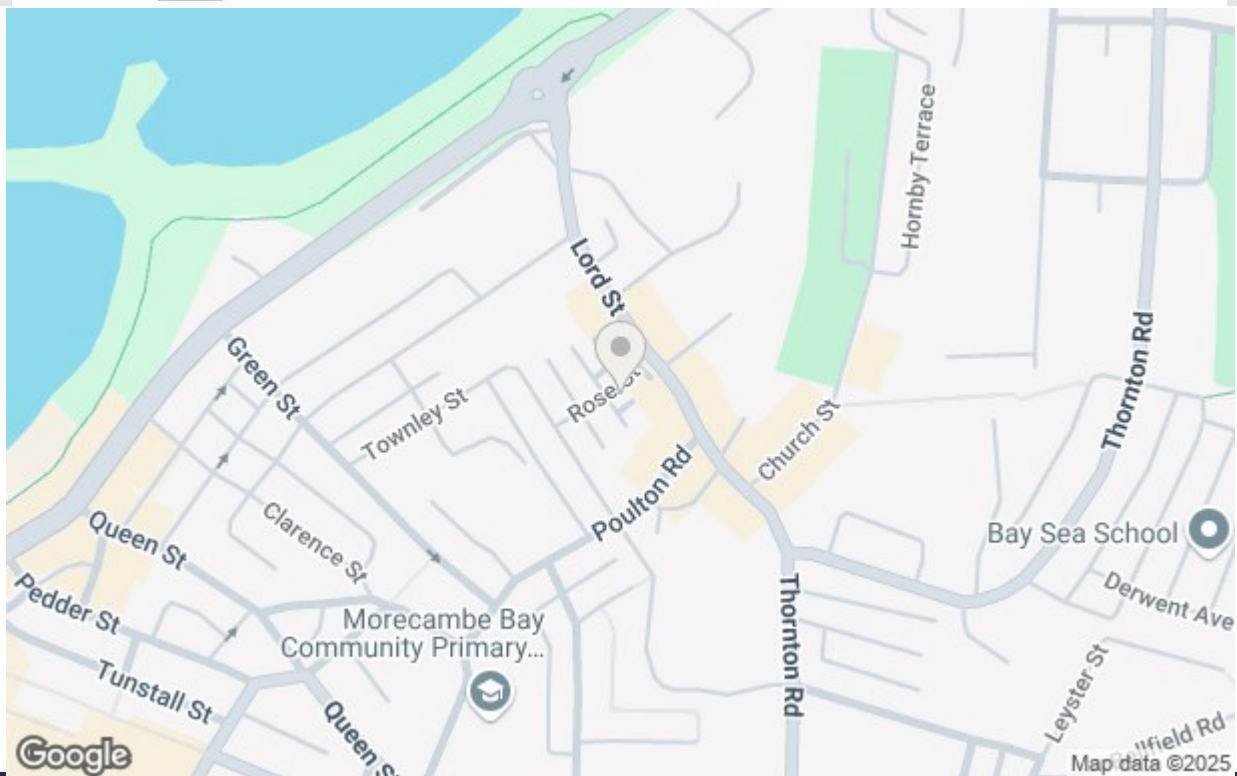 Hornby-Terrace
Lord St
Green St
Townley St
Thornton Rd
Church St
Poulton Rd
Clarence St
Queen St
Bay Sea School
Pedder St
Morecambe Bay
Community Primary...
Derwent Ave
Thornton Rd
Tunstall St
Queen St
Leyster St
Google
Map data ©2025